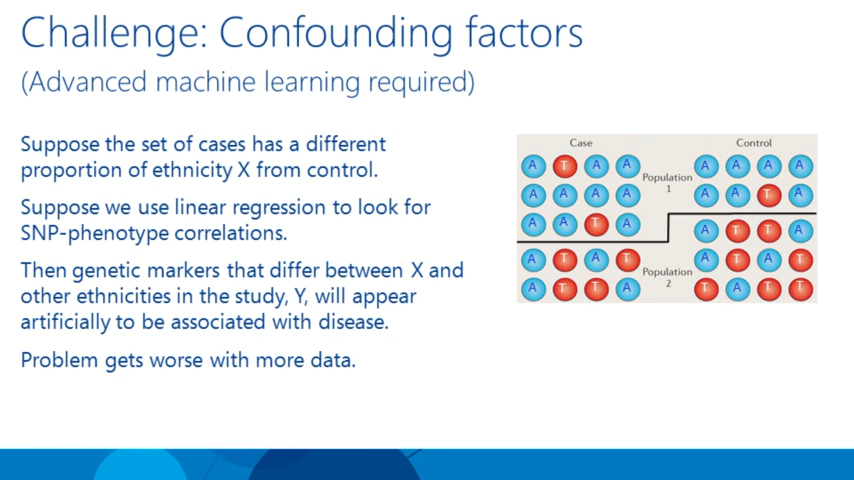 Challenge: Confounding factors
(Advanced machine learning required)
Suppose the set of cases has a different
proportion of ethnicity X from control.
Suppose we use linear regression to look for
SNP-phenotype correlations.
Then genetic markers that differ between X and
other ethnicities in the study, Y, will appear
artificially to be associated with disease.
Problem gets worse with more data.
Case Control
A T A A A A A A
Population
1
A A A A A A T A
A A T A A T T A
A T A T A T A T
Population
2
A T T A T A T T